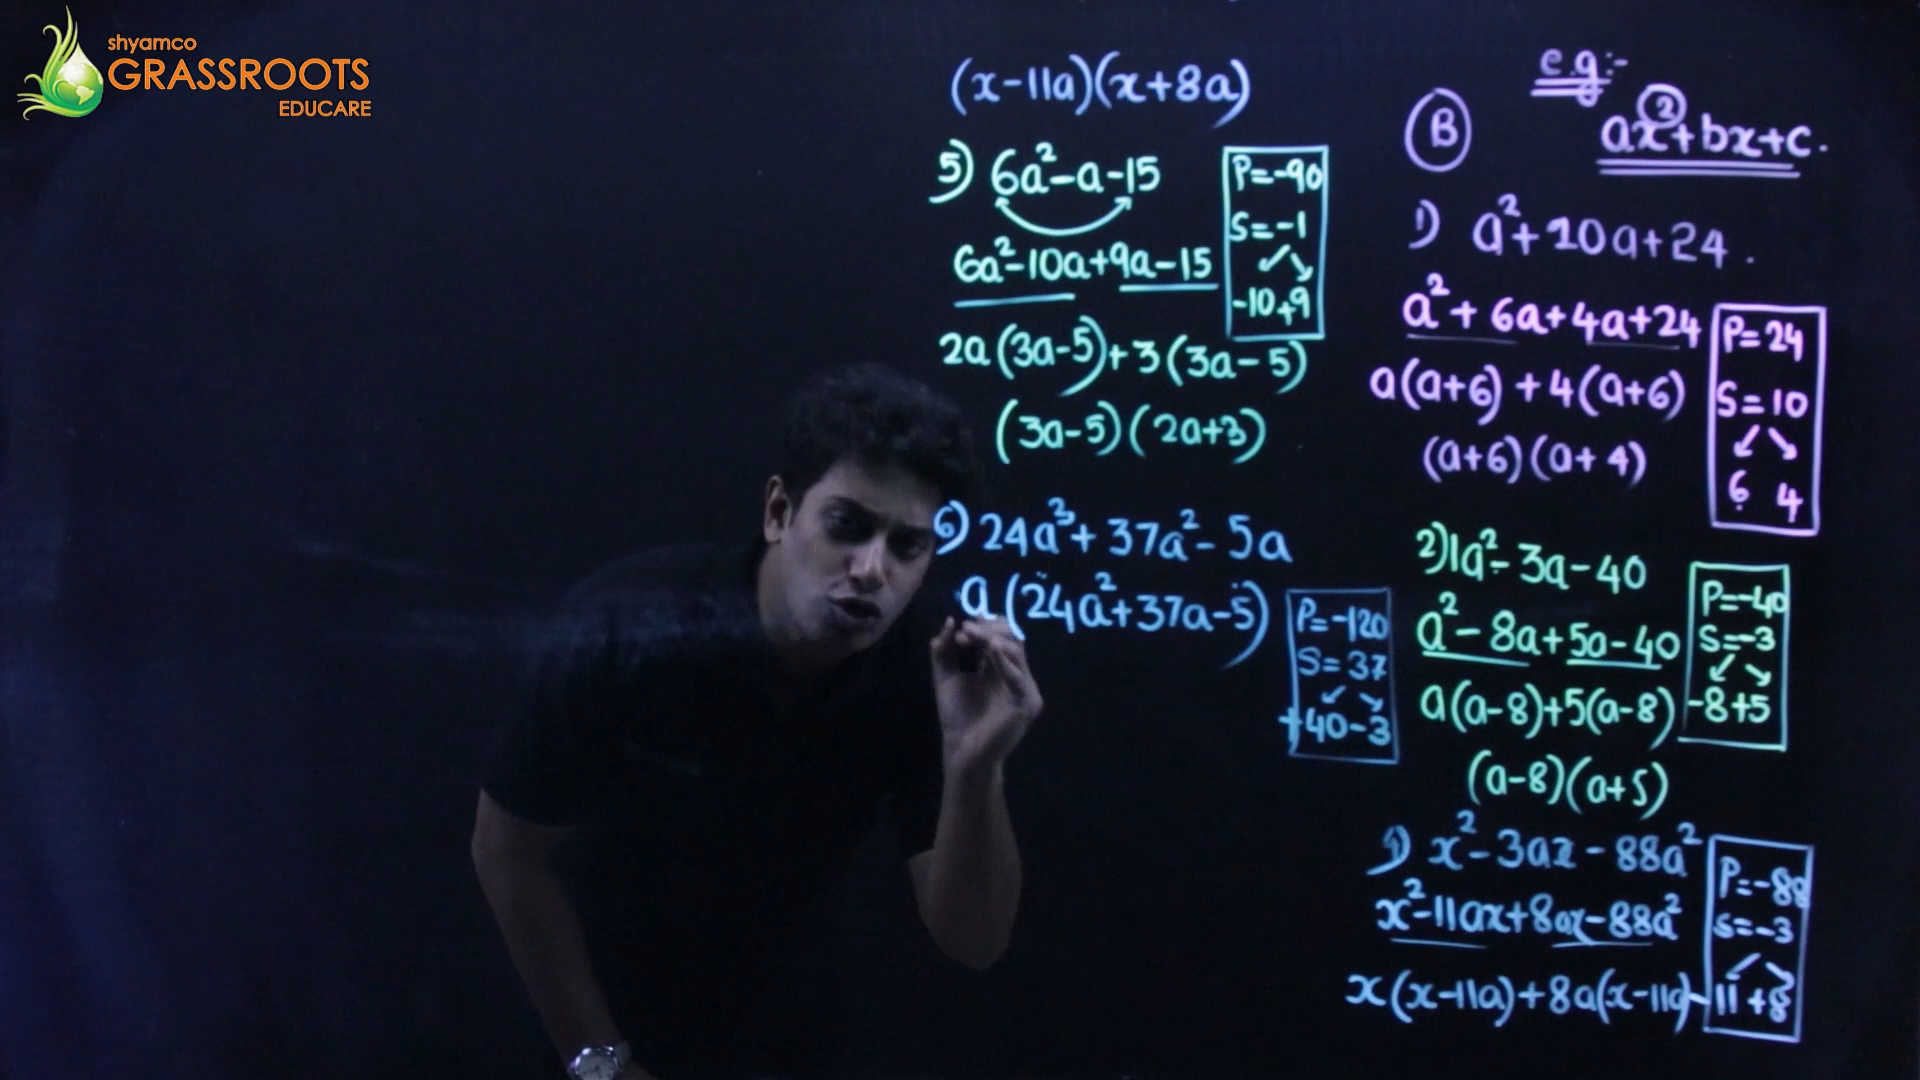 shyamco
GRASSROOTS
EDUCARE
e.g:-
(B) ax²+bx+c.
1) a²+10a+24.
a²+6a+4a+24
a(a+6)+4(a+6)
(a+6)(a+4)
P=24
S=10
6 4
2) 1a²-3a-40
a²-8a+5a-40
a(a-8)+5(a-8)
(a-8)(a+5)
P=-40
S=-3
-8+5
x²-3ax-88a²
x²-11ax+8ax-88a²
x(x-11a)+8a(x-11a)
P=-88
S=-3
-11+8
(x-11a)(x+8a)
5) 6a²-a-15
6a²-10a+9a-15
2a(3a-5)+3(3a-5)
(3a-5)(2a+3)
P=-90
S=-1
-10+9
6) 24a³+37a²-5a
a(24a²+37a-5)
P=-120
S=37
+40-3